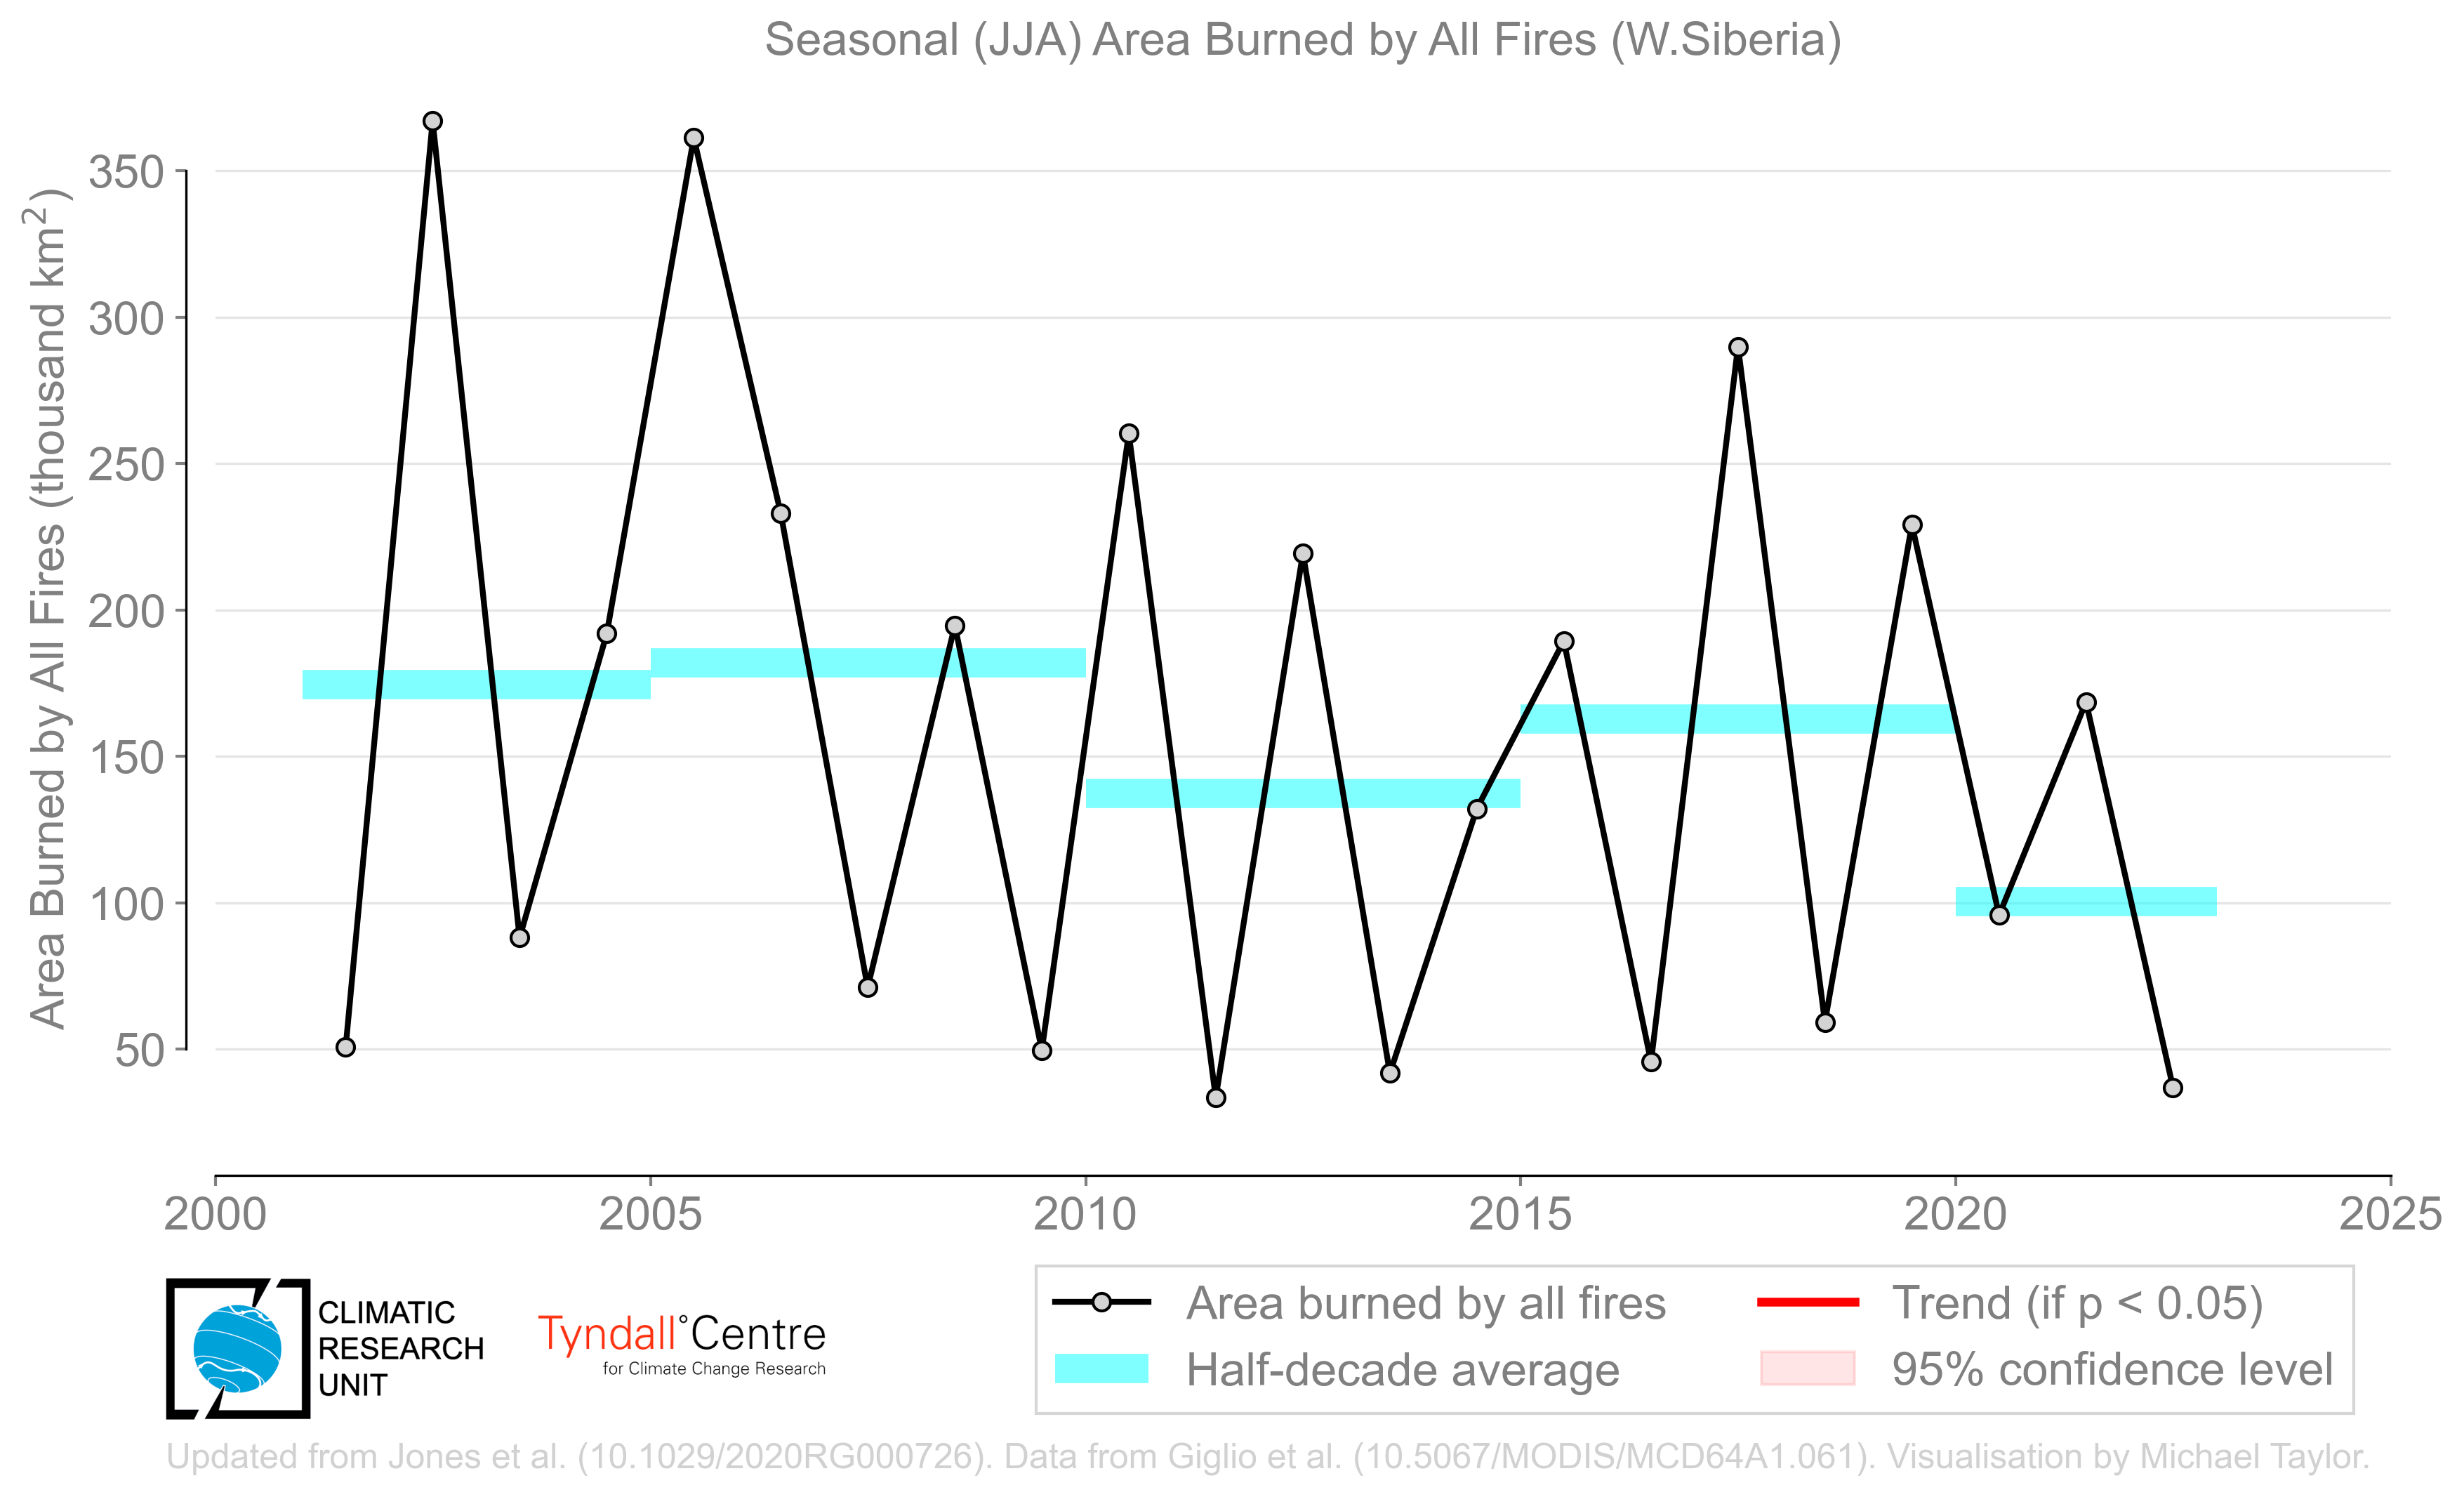 Seasonal (JJA) Area Burned by All Fires (W.Siberia)
Area Burned by All Fires (thousand km²)
350
300
250
200
150
100
50
2000 2005 2010 2015 2020 2025
Area burned by all fires
Half-decade average
Trend (if p < 0.05)
95% confidence level
CLIMATIC
RESEARCH
UNIT
Tyndall°Centre
for Climate Change Research
Updated from Jones et al. (10.1029/2020RG000726). Data from Giglio et al. (10.5067/MODIS/MCD64A1.061). Visualisation by Michael Taylor.